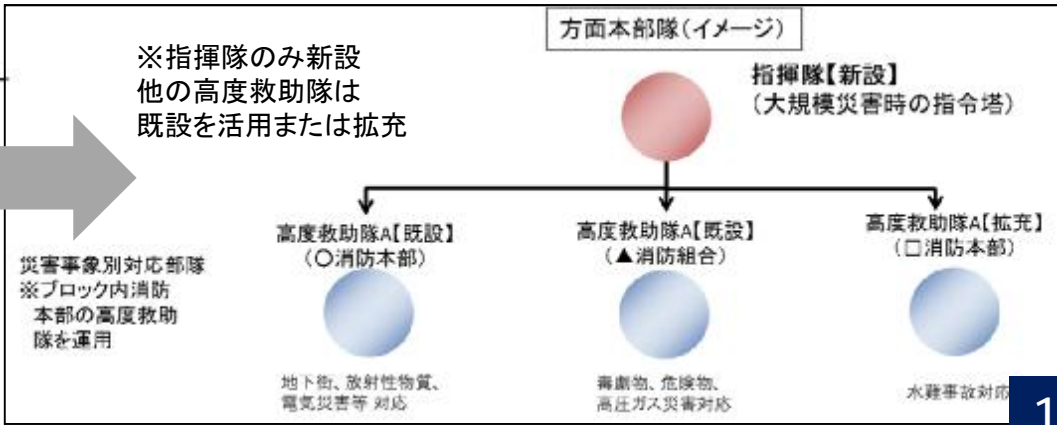 方面本部隊(イメージ)
※指揮隊のみ新設
他の高度救助隊は
既設を活用または拡充
指揮隊【新設】
(大規模災害時の指令塔)
災害事象別対応部隊
※ブロック内消防
本部の高度救助
隊を運用
高度救助隊A【既設】
(○消防本部)
地下街、放射性物質、
電気災害等 対応
高度救助隊A【既設】
(▲消防組合)
毒劇物、危険物、
高圧ガス災害対応
高度救助隊A【拡充】
(□消防本部)
水難事故対応
1